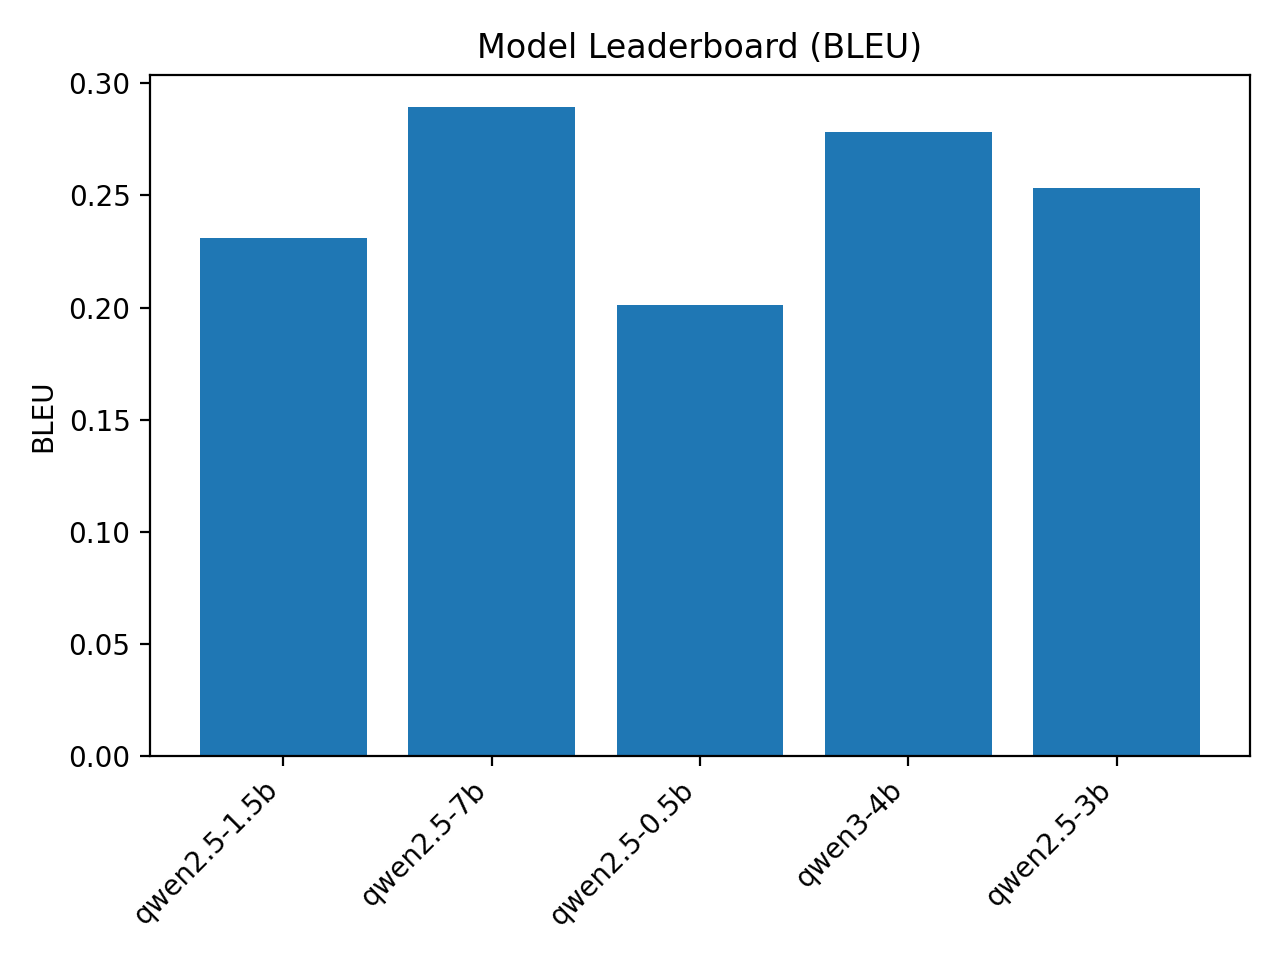 Model Leaderboard (BLEU)
BLEU
0.30
0.25
0.20
0.15
0.10
0.05
0.00
qwen2.5-1.5b
qwen2.5-7b
qwen2.5-0.5b
qwen3-4b
qwen2.5-3b